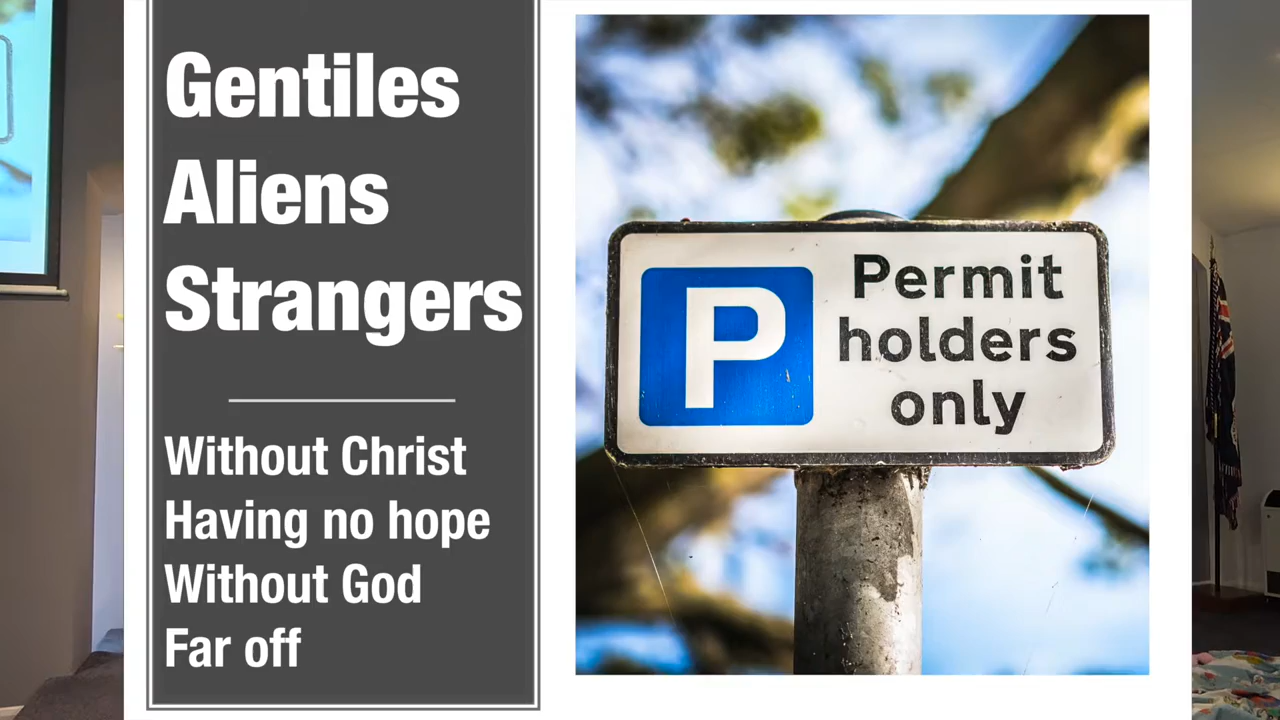 Gentiles
Aliens
Strangers
Without Christ
Having no hope
Without God
Far off
P
Permit
holders
only